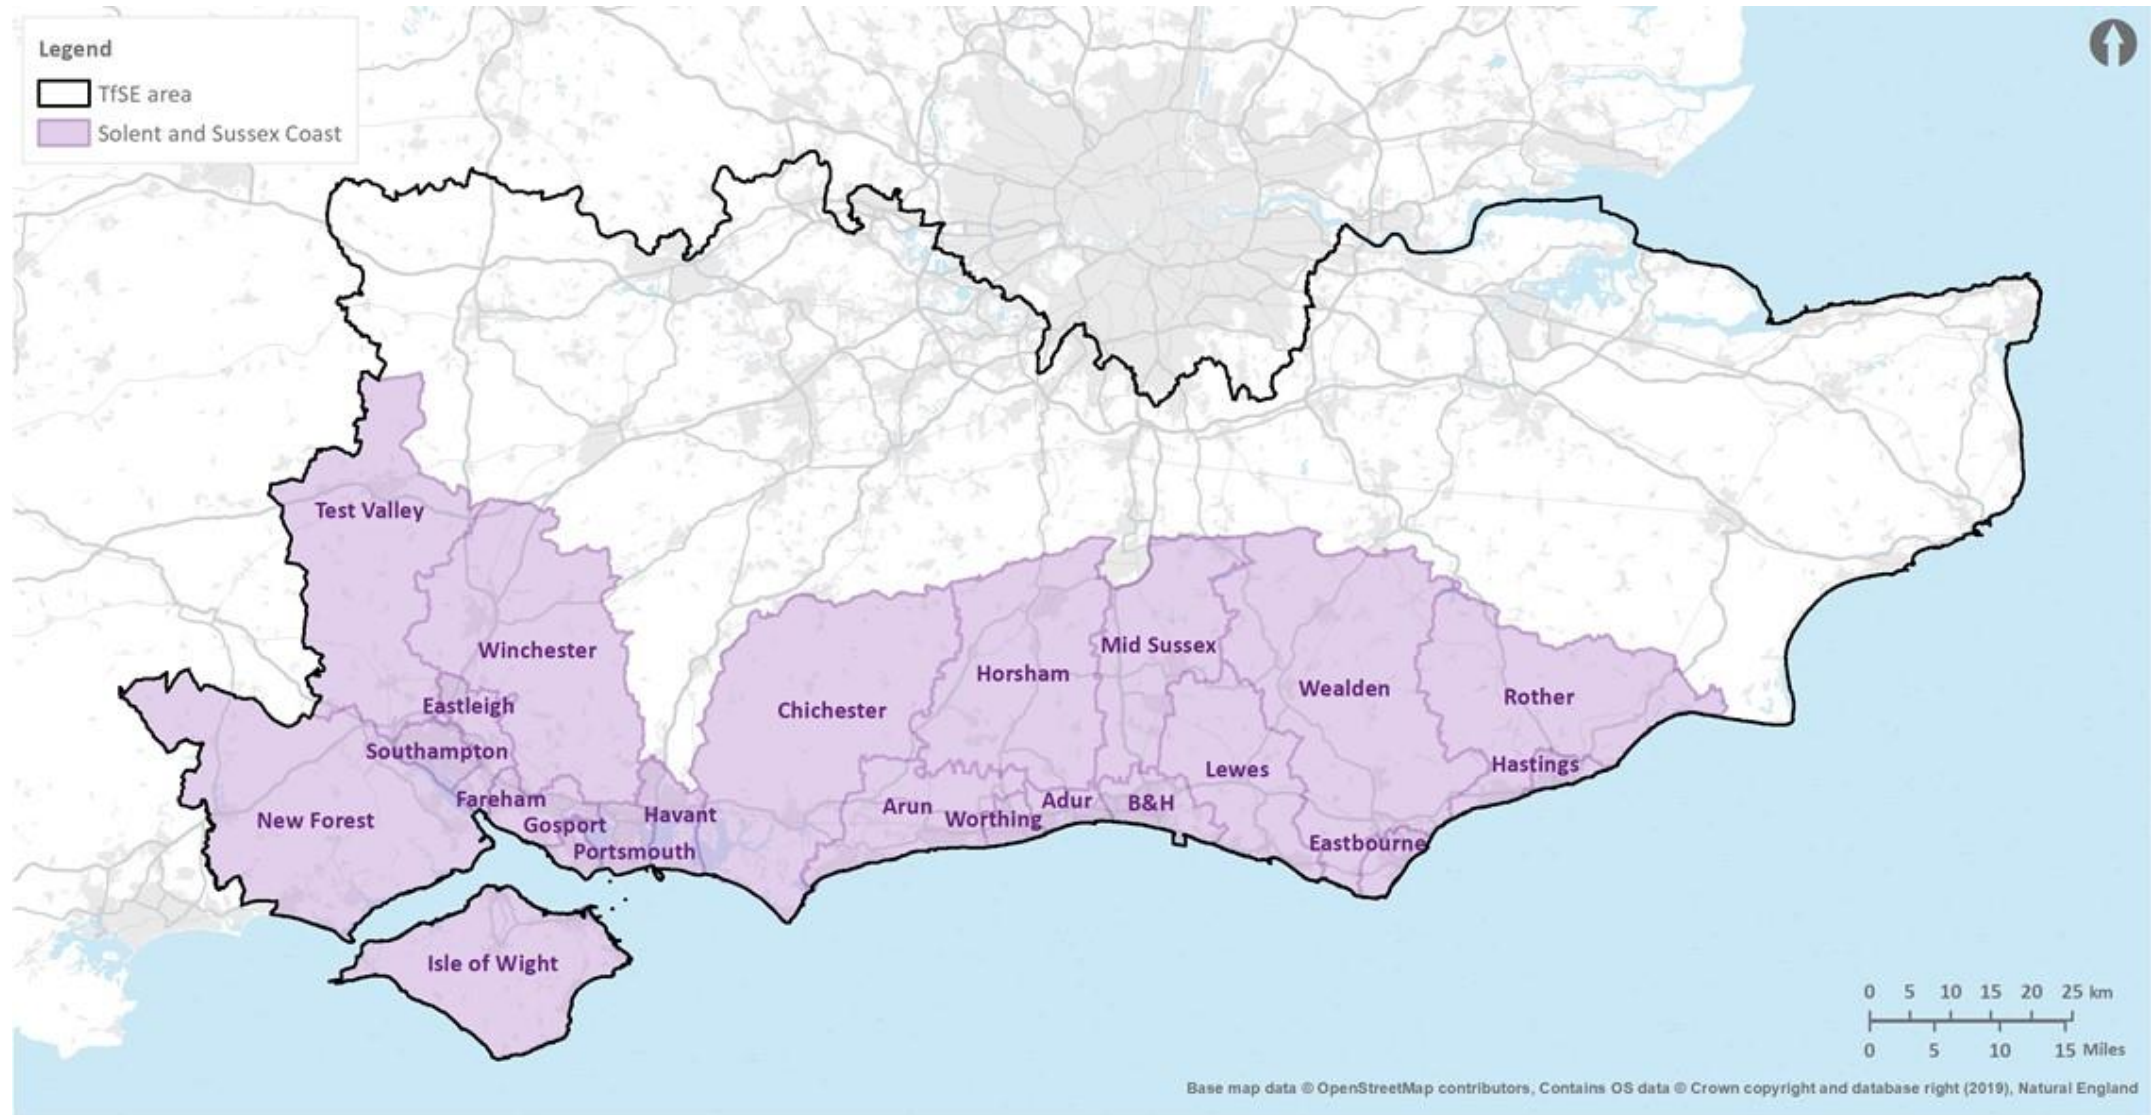 Legend
TfSE area
Solent and Sussex Coast
Test Valley
Winchester
Mid Sussex
Horsham
Wealden
Rother
Eastleigh
Chichester
Southampton
Hastings
Lewes
Fareham
Adur
B&H
Arun
Havant
New Forest
Worthing
Gosport
Eastbourne
Portsmouth
Isle of Wight
0 5 10 15 20 25 km
0 5 10 15 Miles
Base map data © OpenStreetMap contributors, Contains OS data © Crown copyright and database right (2019), Natural England